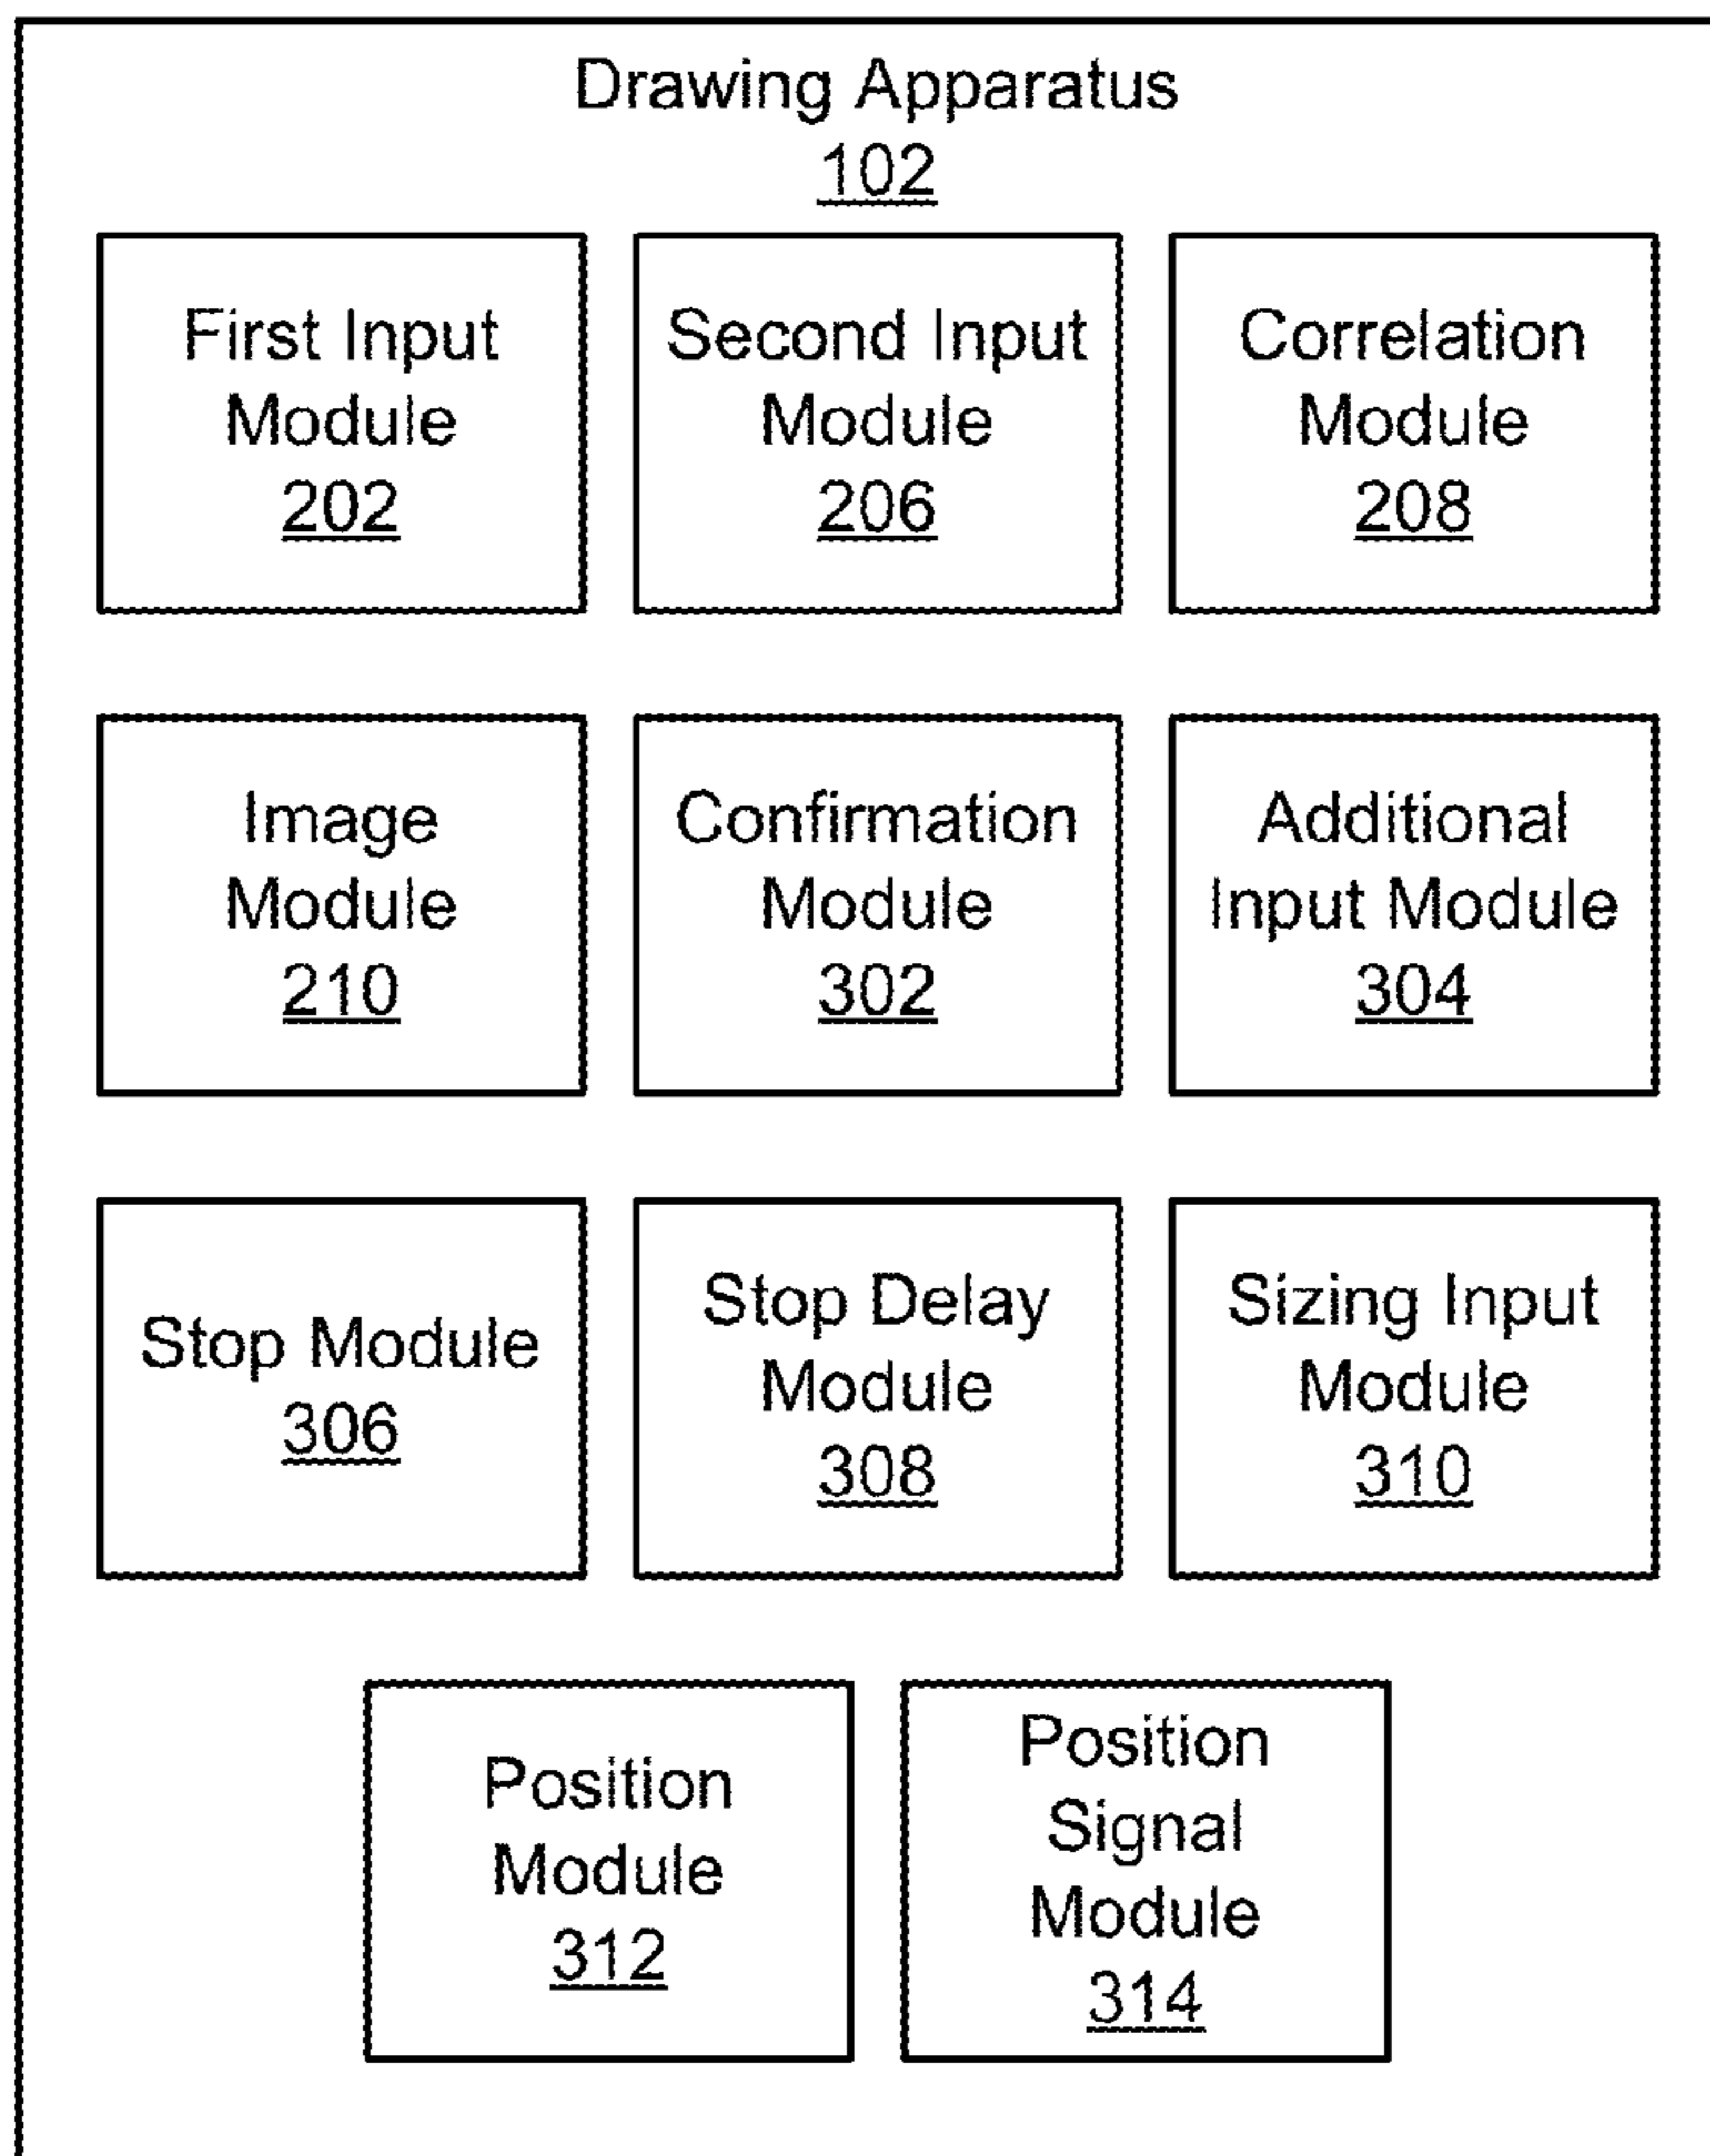 Drawing Apparatus
102
First Input
Module
202
Second Input
Module
206
Correlation
Module
208
Image
Module
210
Confirmation
Module
302
Additional
Input Module
304
Stop Module
306
Stop Delay
Module
308
Sizing Input
Module
310
Position
Module
312
Position
Signal
Module
314